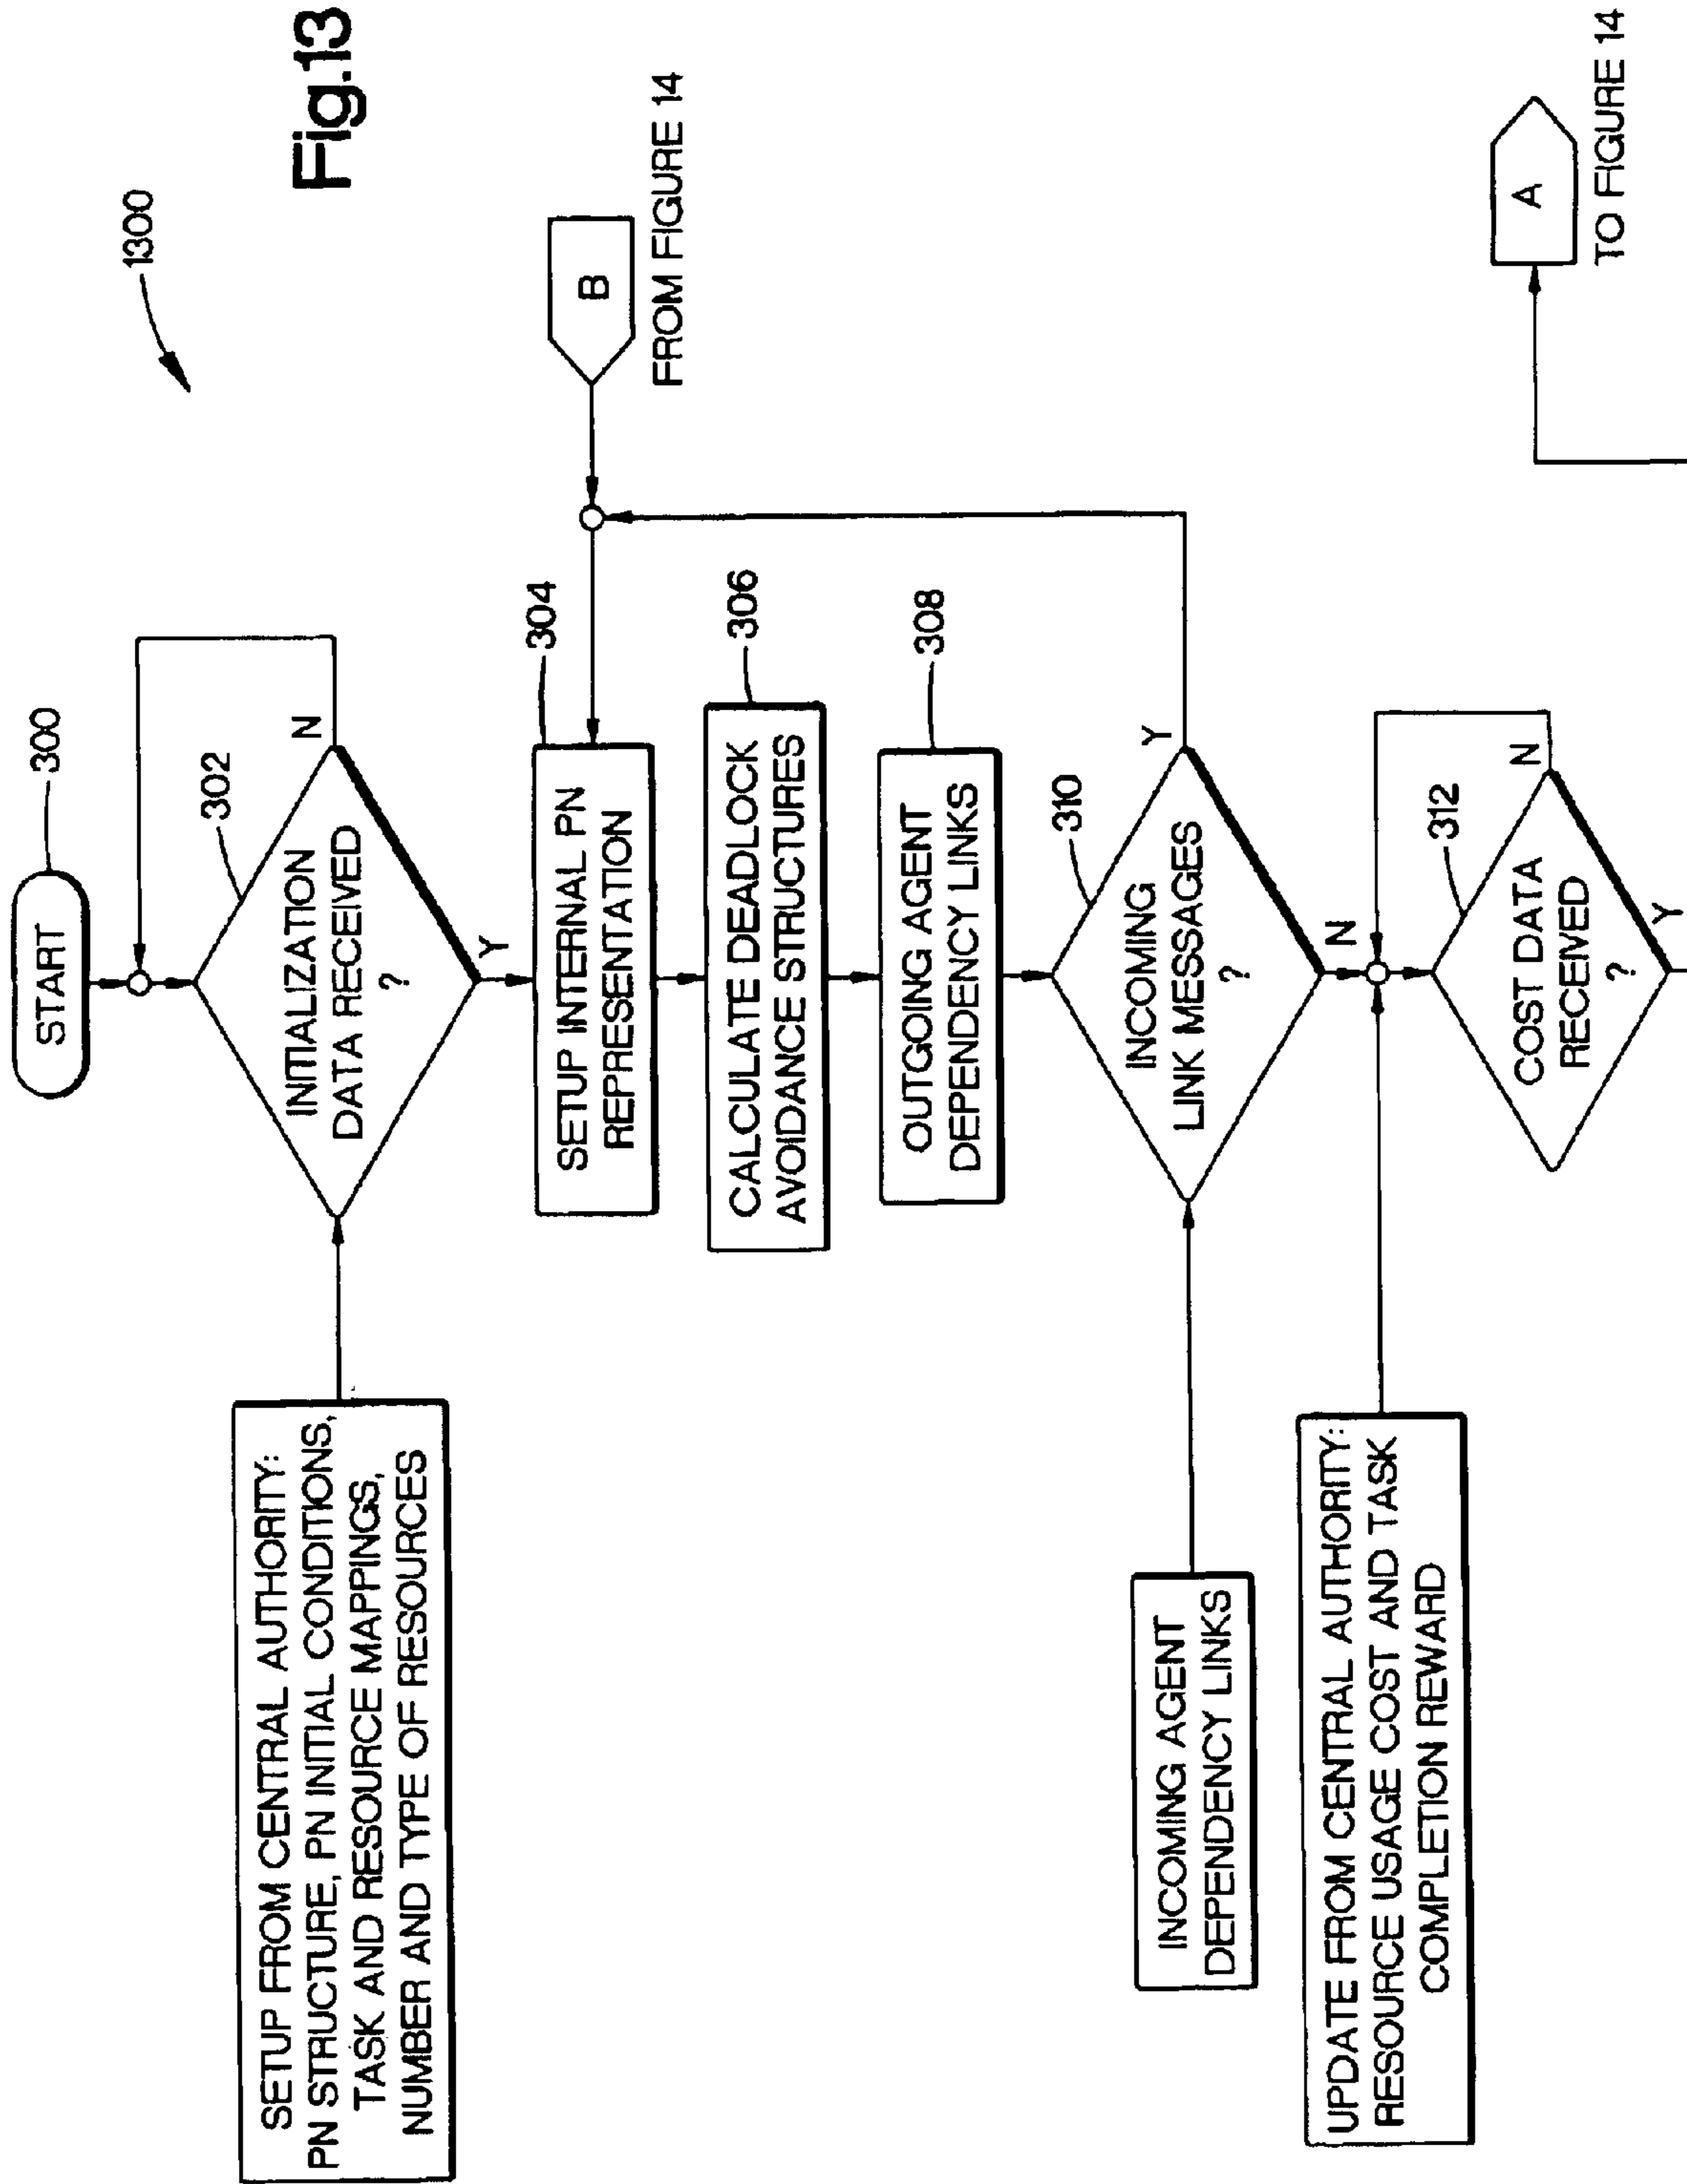 Fig.13
1300
START
300
302
INITIALIZATION
DATA RECEIVED
?
N
Y
SETUP FROM CENTRAL AUTHORITY:
PN STRUCTURE, PN INITIAL CONDITIONS,
TASK AND RESOURCE MAPPINGS,
NUMBER AND TYPE OF RESOURCES
304
SETUP INTERNAL PN
REPRESENTATION
B
FROM FIGURE 14
306
CALCULATE DEADLOCK
AVOIDANCE STRUCTURES
308
OUTGOING AGENT
DEPENDENCY LINKS
310
INCOMING
LINK MESSAGES
?
Y
N
INCOMING AGENT
DEPENDENCY LINKS
UPDATE FROM CENTRAL AUTHORITY:
RESOURCE USAGE COST AND TASK
COMPLETION REWARD
312
COST DATA
RECEIVED
?
N
Y
A
TO FIGURE 14